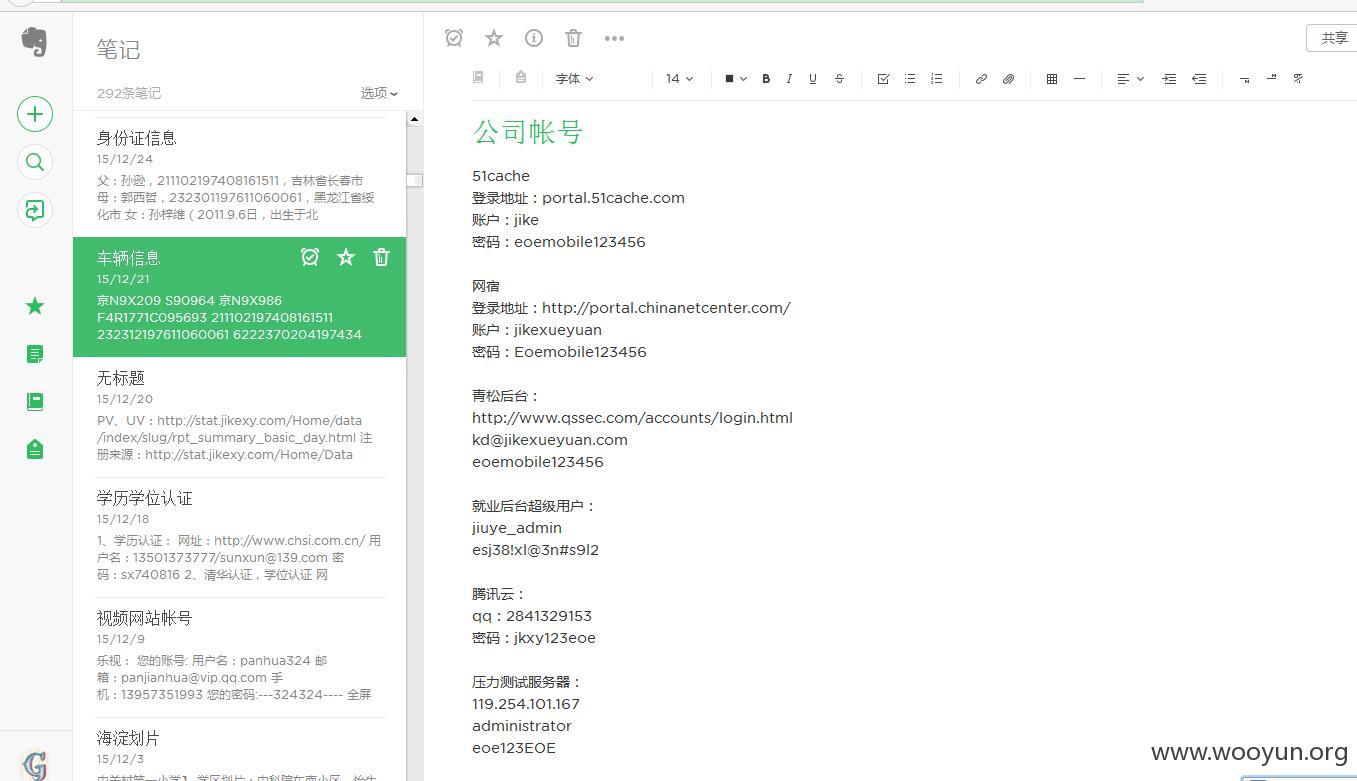 笔记
292条笔记
选项
身份证信息
15/12/24
父：孙逊，211102197408161511，吉林省长春市
母：郭西哲，232301197611060061，黑龙江省绥
化市 女：孙梓维（2011.9.6日，出生于北
车辆信息
15/12/21
京N9X209 S90964 京N9X986
F4R1771C095693 211102197408161511
232312197611060061 6222370204197434
无标题
15/12/20
PV、UV：http://stat.jikexy.com/Home/data
/index/slug/rpt_summary_basic_day.html 注
册来源：http://stat.jikexy.com/Home/Data
学历学位认证
15/12/18
1、学历认证： 网址：http://www.chsi.com.cn/ 用
户名：13501373777/sunxun@139.com 密
码：sx740816 2、清华认证，学位认证 网
视频网站帐号
15/12/9
乐视： 您的账号: 用户名：panhua324 邮
箱：panjianhua@vip.qq.com 手
机：13957351993 您的密码:---324324---- 全屏
海淀划片
15/12/3
共享
字体
14
B I U S
公司帐号
51cache
登录地址：portal.51cache.com
账户：jike
密码：eoemobile123456
网宿
登录地址：http://portal.chinanetcenter.com/
账户：jikexueyuan
密码：Eoemobile123456
青松后台：
http://www.qssec.com/accounts/login.html
kd@jikexueyuan.com
eoemobile123456
就业后台超级用户：
jiuye_admin
esj38!xl@3n#s9l2
腾讯云：
qq：2841329153
密码：jkxy123eoe
压力测试服务器：
119.254.101.167
administrator
eoe123EOE
www.wooyun.org